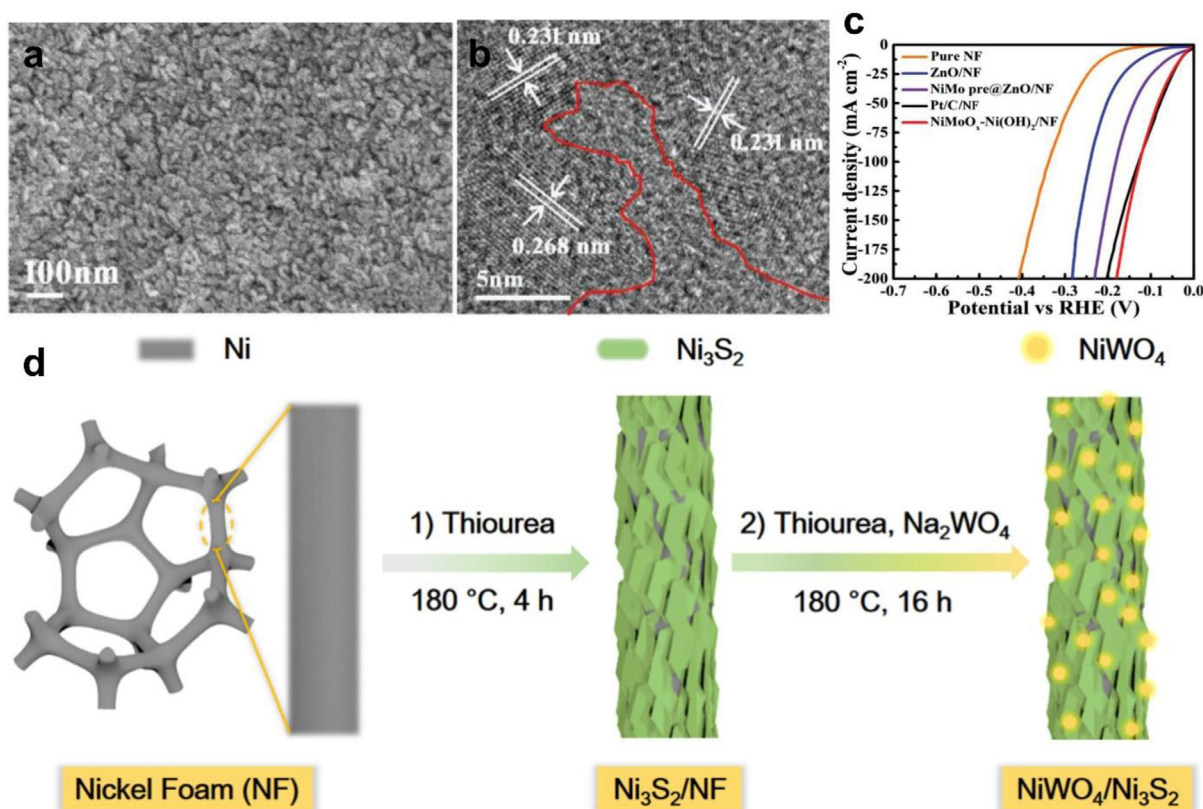 a
100nm
b
0.231 nm
0.231 nm
0.268 nm
5nm
c
Current density (mA cm⁻²)
0
-25
-50
-75
-100
-125
-150
-175
-200
Pure NF
ZnO/NF
NiMo pre@ZnO/NF
Pt/C/NF
NiMoOₓ-Ni(OH)₂/NF
-0.7 -0.6 -0.5 -0.4 -0.3 -0.2 -0.1 0.0
Potential vs RHE (V)
d
Ni
Ni₃S₂
NiWO₄
1) Thiourea
180 °C, 4 h
2) Thiourea, Na₂WO₄
180 °C, 16 h
Nickel Foam (NF)
Ni₃S₂/NF
NiWO₄/Ni₃S₂